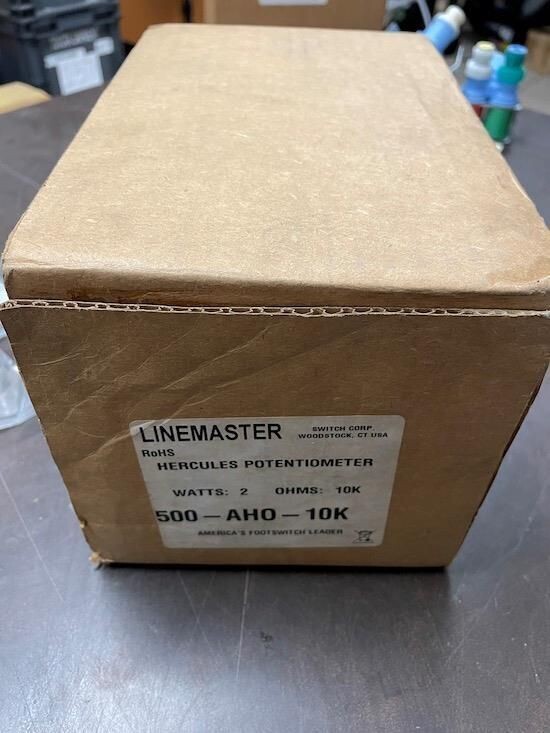 LINEMASTER SWITCH CORP.
WOODSTOCK, CT USA
RoHS
HERCULES POTENTIOMETER
WATTS: 2 OHMS: 10K
500 – AHO – 10K
AMERICA'S FOOTSWITCH LEADER